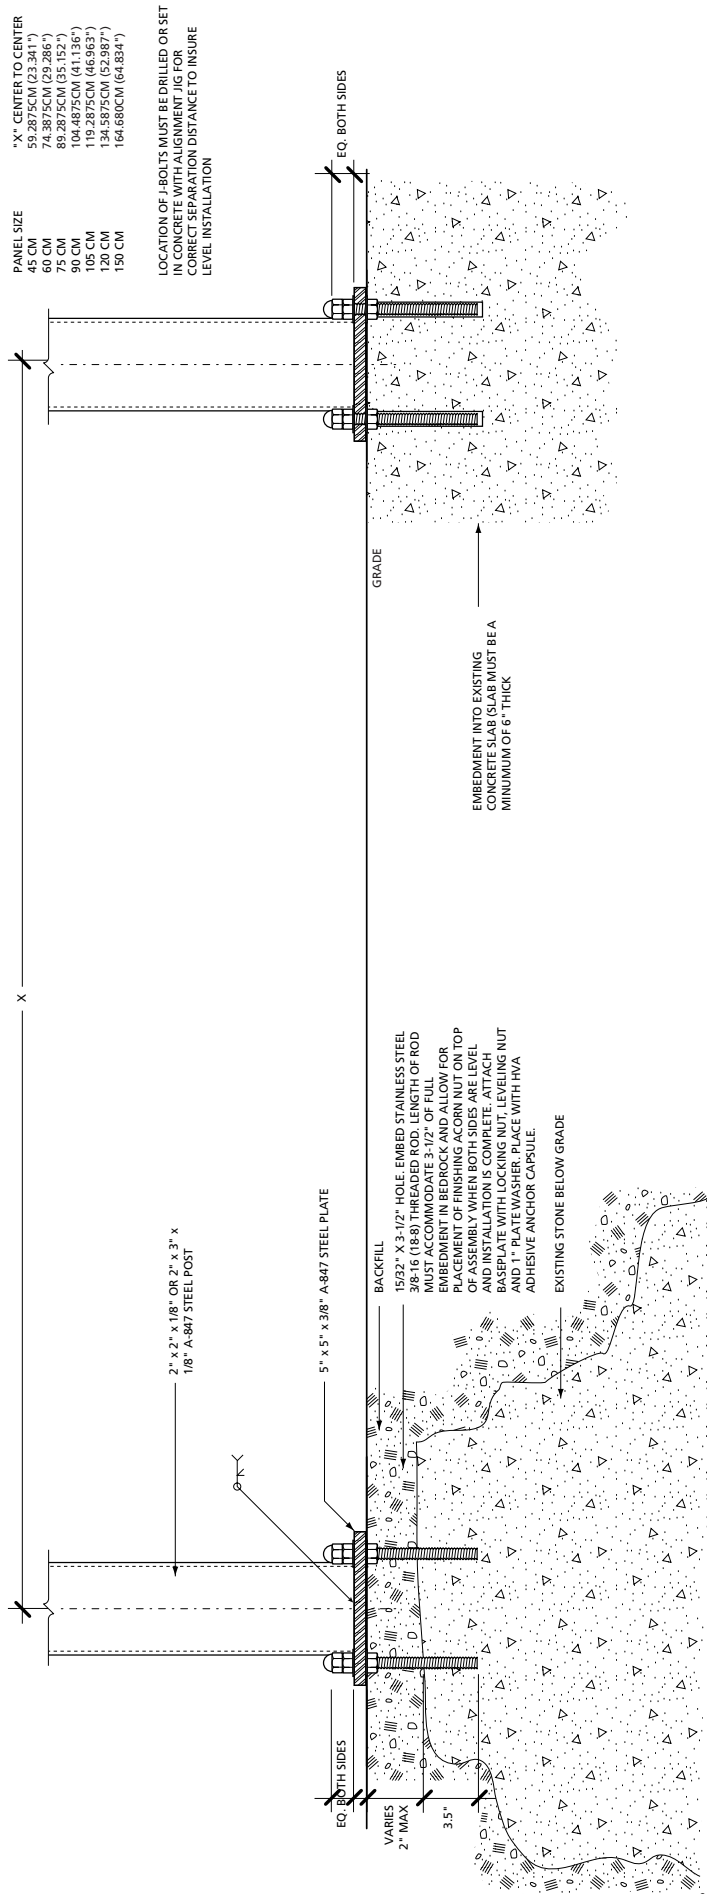 PANEL SIZE "X" CENTER TO CENTER
45 CM 59.2875CM (23.341")
60 CM 74.3875CM (29.286")
75 CM 89.2875CM (35.152")
90 CM 104.4875CM (41.136")
105 CM 119.2875CM (46.963")
120 CM 134.5875CM (52.987")
150 CM 164.680CM (64.834")
LOCATION OF J-BOLTS MUST BE DRILLED OR SET
IN CONCRETE WITH ALIGNMENT JIG FOR
CORRECT SEPARATION DISTANCE TO INSURE
LEVEL INSTALLATION
X
2" x 2" x 1/8" OR 2" x 3" x
1/8" A-847 STEEL POST
5" x 5" x 3/8" A-847 STEEL PLATE
EQ. BOTH SIDES
EQ. BOTH SIDES
GRADE
VARIES
2" MAX
3.5"
BACKFILL
15/32" X 3-1/2" HOLE. EMBED STAINLESS STEEL
3/8-16 (18-8) THREADED ROD. LENGTH OF ROD
MUST ACCOMMODATE 3-1/2" OF FULL
EMBEDMENT IN BEDROCK AND ALLOW FOR
PLACEMENT OF FINISHING ACORN NUT ON TOP
OF ASSEMBLY WHEN BOTH SIDES ARE LEVEL
AND INSTALLATION IS COMPLETE. ATTACH
BASEPLATE WITH LOCKING NUT, LEVELING NUT
AND 1" PLATE WASHER. PLACE WITH HVA
ADHESIVE ANCHOR CAPSULE.
EXISTING STONE BELOW GRADE
EMBEDMENT INTO EXISTING
CONCRETE SLAB (SLAB MUST BE A
MINUMUM OF 6" THICK